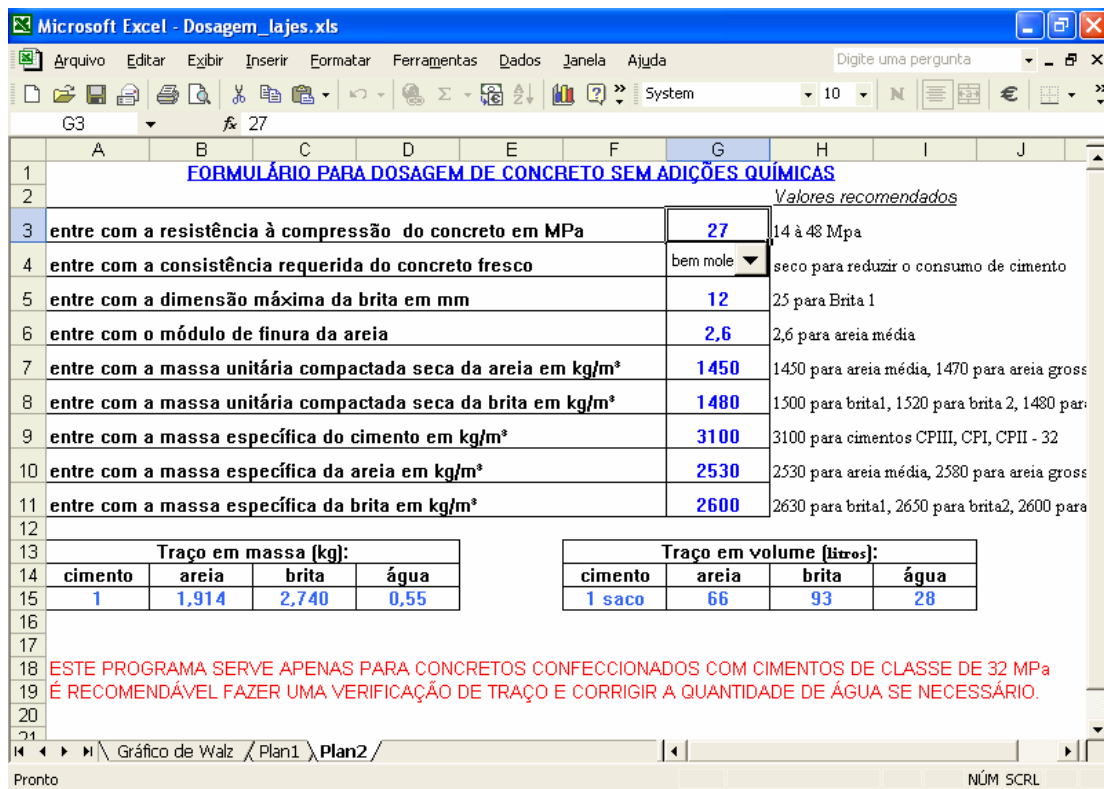 Microsoft Excel - Dosagem_lajes.xls
Arquivo Editar Exibir Inserir Formatar Ferramentas Dados Janela Ajuda Digite uma pergunta
System 10 N €
G3 fx 27
A B C D E F G H I J
1 FORMULÁRIO PARA DOSAGEM DE CONCRETO SEM ADIÇÕES QUÍMICAS
2 Valores recomendados
3 entre com a resistência à compressão do concreto em MPa 27 14 à 48 Mpa
4 entre com a consistência requerida do concreto fresco bem mole seco para reduzir o consumo de cimento
5 entre com a dimensão máxima da brita em mm 12 25 para Brita 1
6 entre com o módulo de finura da areia 2,6 2,6 para areia média
7 entre com a massa unitária compactada seca da areia em kg/m³ 1450 1450 para areia média, 1470 para areia gross
8 entre com a massa unitária compactada seca da brita em kg/m³ 1480 1500 para brita1, 1520 para brita 2, 1480 par
9 entre com a massa específica do cimento em kg/m³ 3100 3100 para cimentos CPIII, CPI, CPII - 32
10 entre com a massa específica da areia em kg/m³ 2530 2530 para areia média, 2580 para areia gross
11 entre com a massa específica da brita em kg/m³ 2600 2630 para brita1, 2650 para brita2, 2600 para
12
13 Traço em massa (kg): Traço em volume (litros):
14 cimento areia brita água cimento areia brita água
15 1 1,914 2,740 0,55 1 saco 66 93 28
16
17
18 ESTE PROGRAMA SERVE APENAS PARA CONCRETOS CONFECCIONADOS COM CIMENTOS DE CLASSE DE 32 MPa
19 É RECOMENDÁVEL FAZER UMA VERIFICAÇÃO DE TRAÇO E CORRIGIR A QUANTIDADE DE ÁGUA SE NECESSÁRIO.
20
21
Gráfico de Walz Plan1 Plan2
Pronto NÚM SCRL